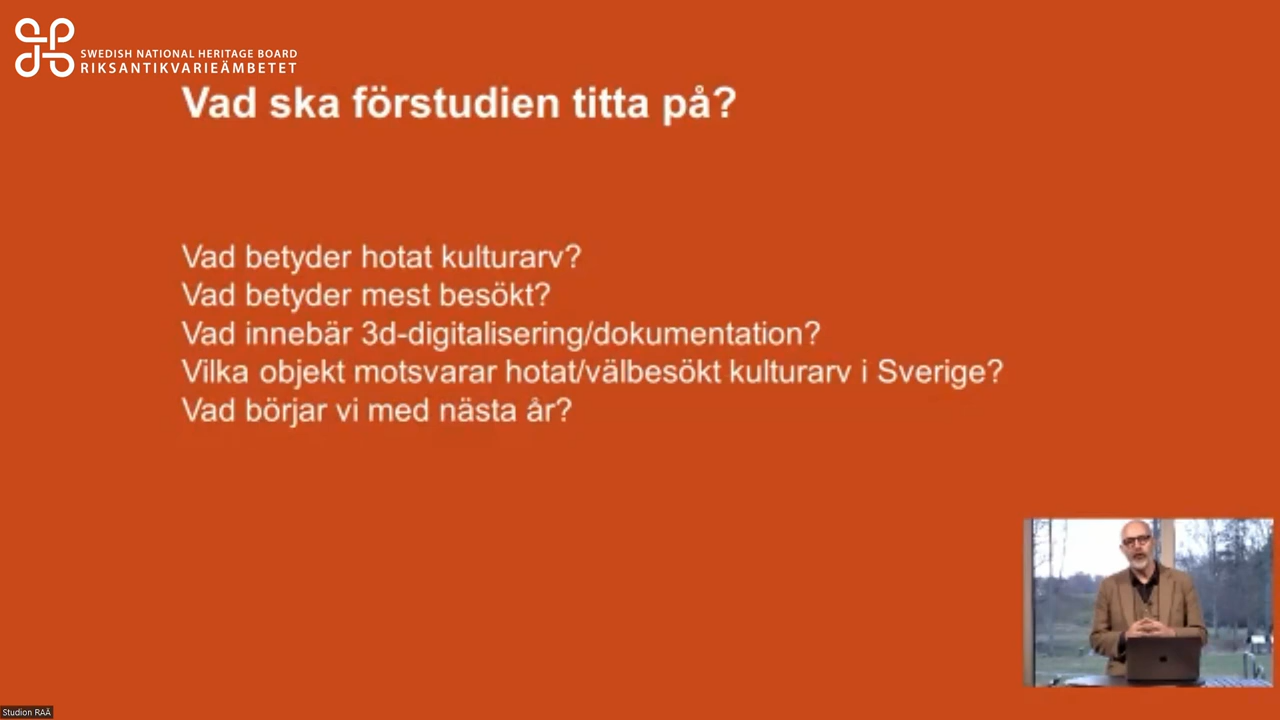 SWEDISH NATIONAL HERITAGE BOARD
RIKSANTIKVARIEÄMBETET
Vad ska förstudien titta på?
Vad betyder hotat kulturarv?
Vad betyder mest besökt?
Vad innebär 3d-digitalisering/dokumentation?
Vilka objekt motsvarar hotat/välbesökt kulturarv i Sverige?
Vad börjar vi med nästa år?
Studion RAÄ